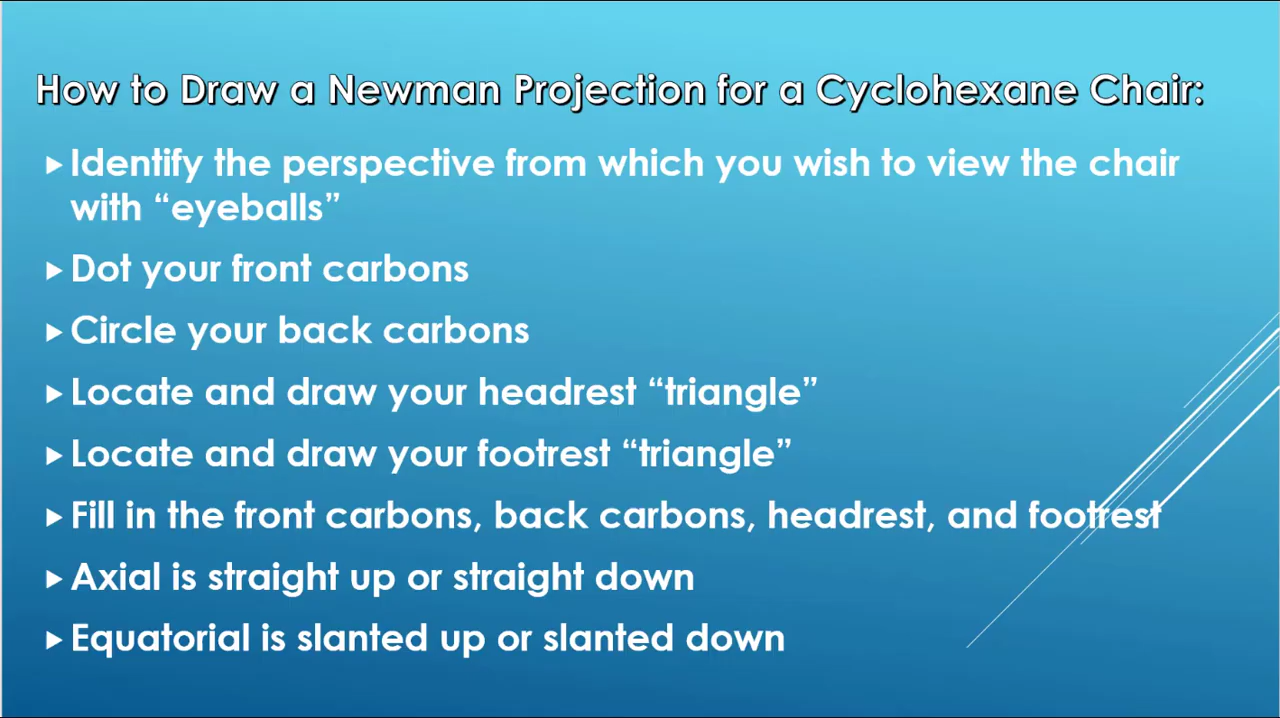 How to Draw a Newman Projection for a Cyclohexane Chair:
Identify the perspective from which you wish to view the chair
with “eyeballs”
Dot your front carbons
Circle your back carbons
Locate and draw your headrest “triangle”
Locate and draw your footrest “triangle”
Fill in the front carbons, back carbons, headrest, and footrest
Axial is straight up or straight down
Equatorial is slanted up or slanted down